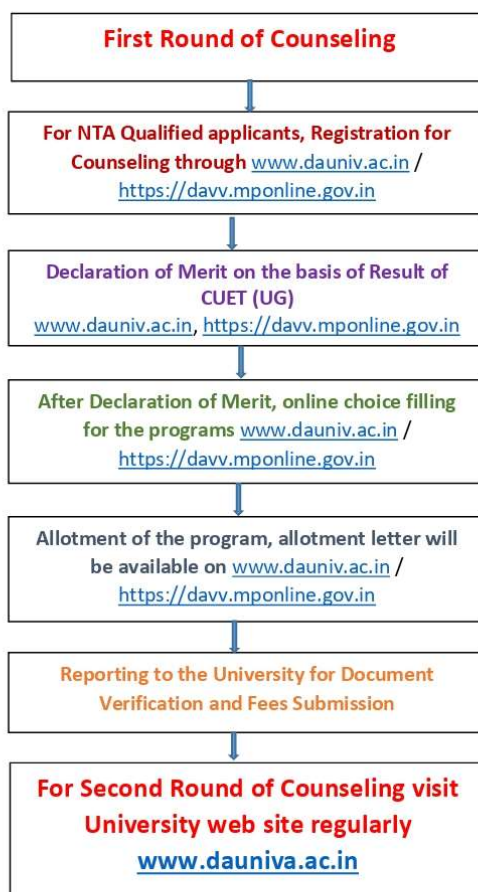 First Round of Counseling
For NTA Qualified applicants, Registration for
Counseling through www.dauniv.ac.in /
https://davv.mponline.gov.in
Declaration of Merit on the basis of Result of
CUET (UG)
www.dauniv.ac.in, https://davv.mponline.gov.in
After Declaration of Merit, online choice filling
for the programs www.dauniv.ac.in /
https://davv.mponline.gov.in
Allotment of the program, allotment letter will
be available on www.dauniv.ac.in /
https://davv.mponline.gov.in
Reporting to the University for Document
Verification and Fees Submission
For Second Round of Counseling visit
University web site regularly
www.dauniva.ac.in